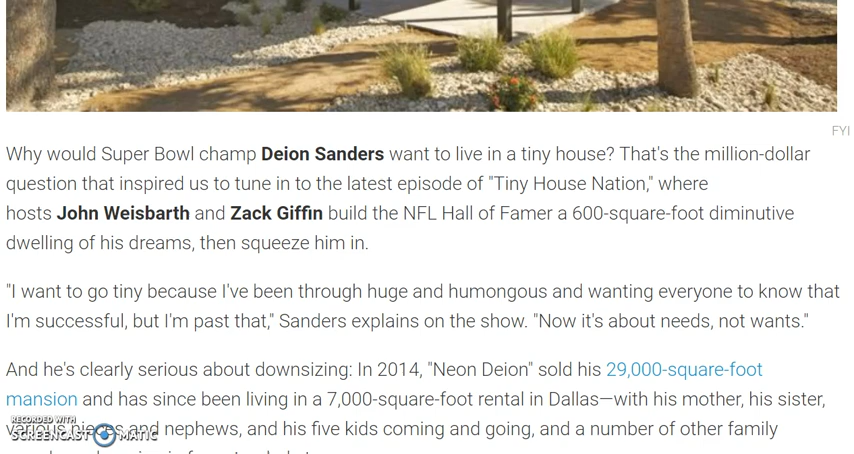 FYI
Why would Super Bowl champ Deion Sanders want to live in a tiny house? That's the million-dollar
question that inspired us to tune in to the latest episode of "Tiny House Nation," where
hosts John Weisbarth and Zack Giffin build the NFL Hall of Famer a 600-square-foot diminutive
dwelling of his dreams, then squeeze him in.
"I want to go tiny because I've been through huge and humongous and wanting everyone to know that
I'm successful, but I'm past that," Sanders explains on the show. "Now it's about needs, not wants."
And he's clearly serious about downsizing: In 2014, "Neon Deion" sold his 29,000-square-foot
mansion and has since been living in a 7,000-square-foot rental in Dallas—with his mother, his sister,
various nieces and nephews, and his five kids coming and going, and a number of other family
RECORDED WITH
SCREENCAST MATIC